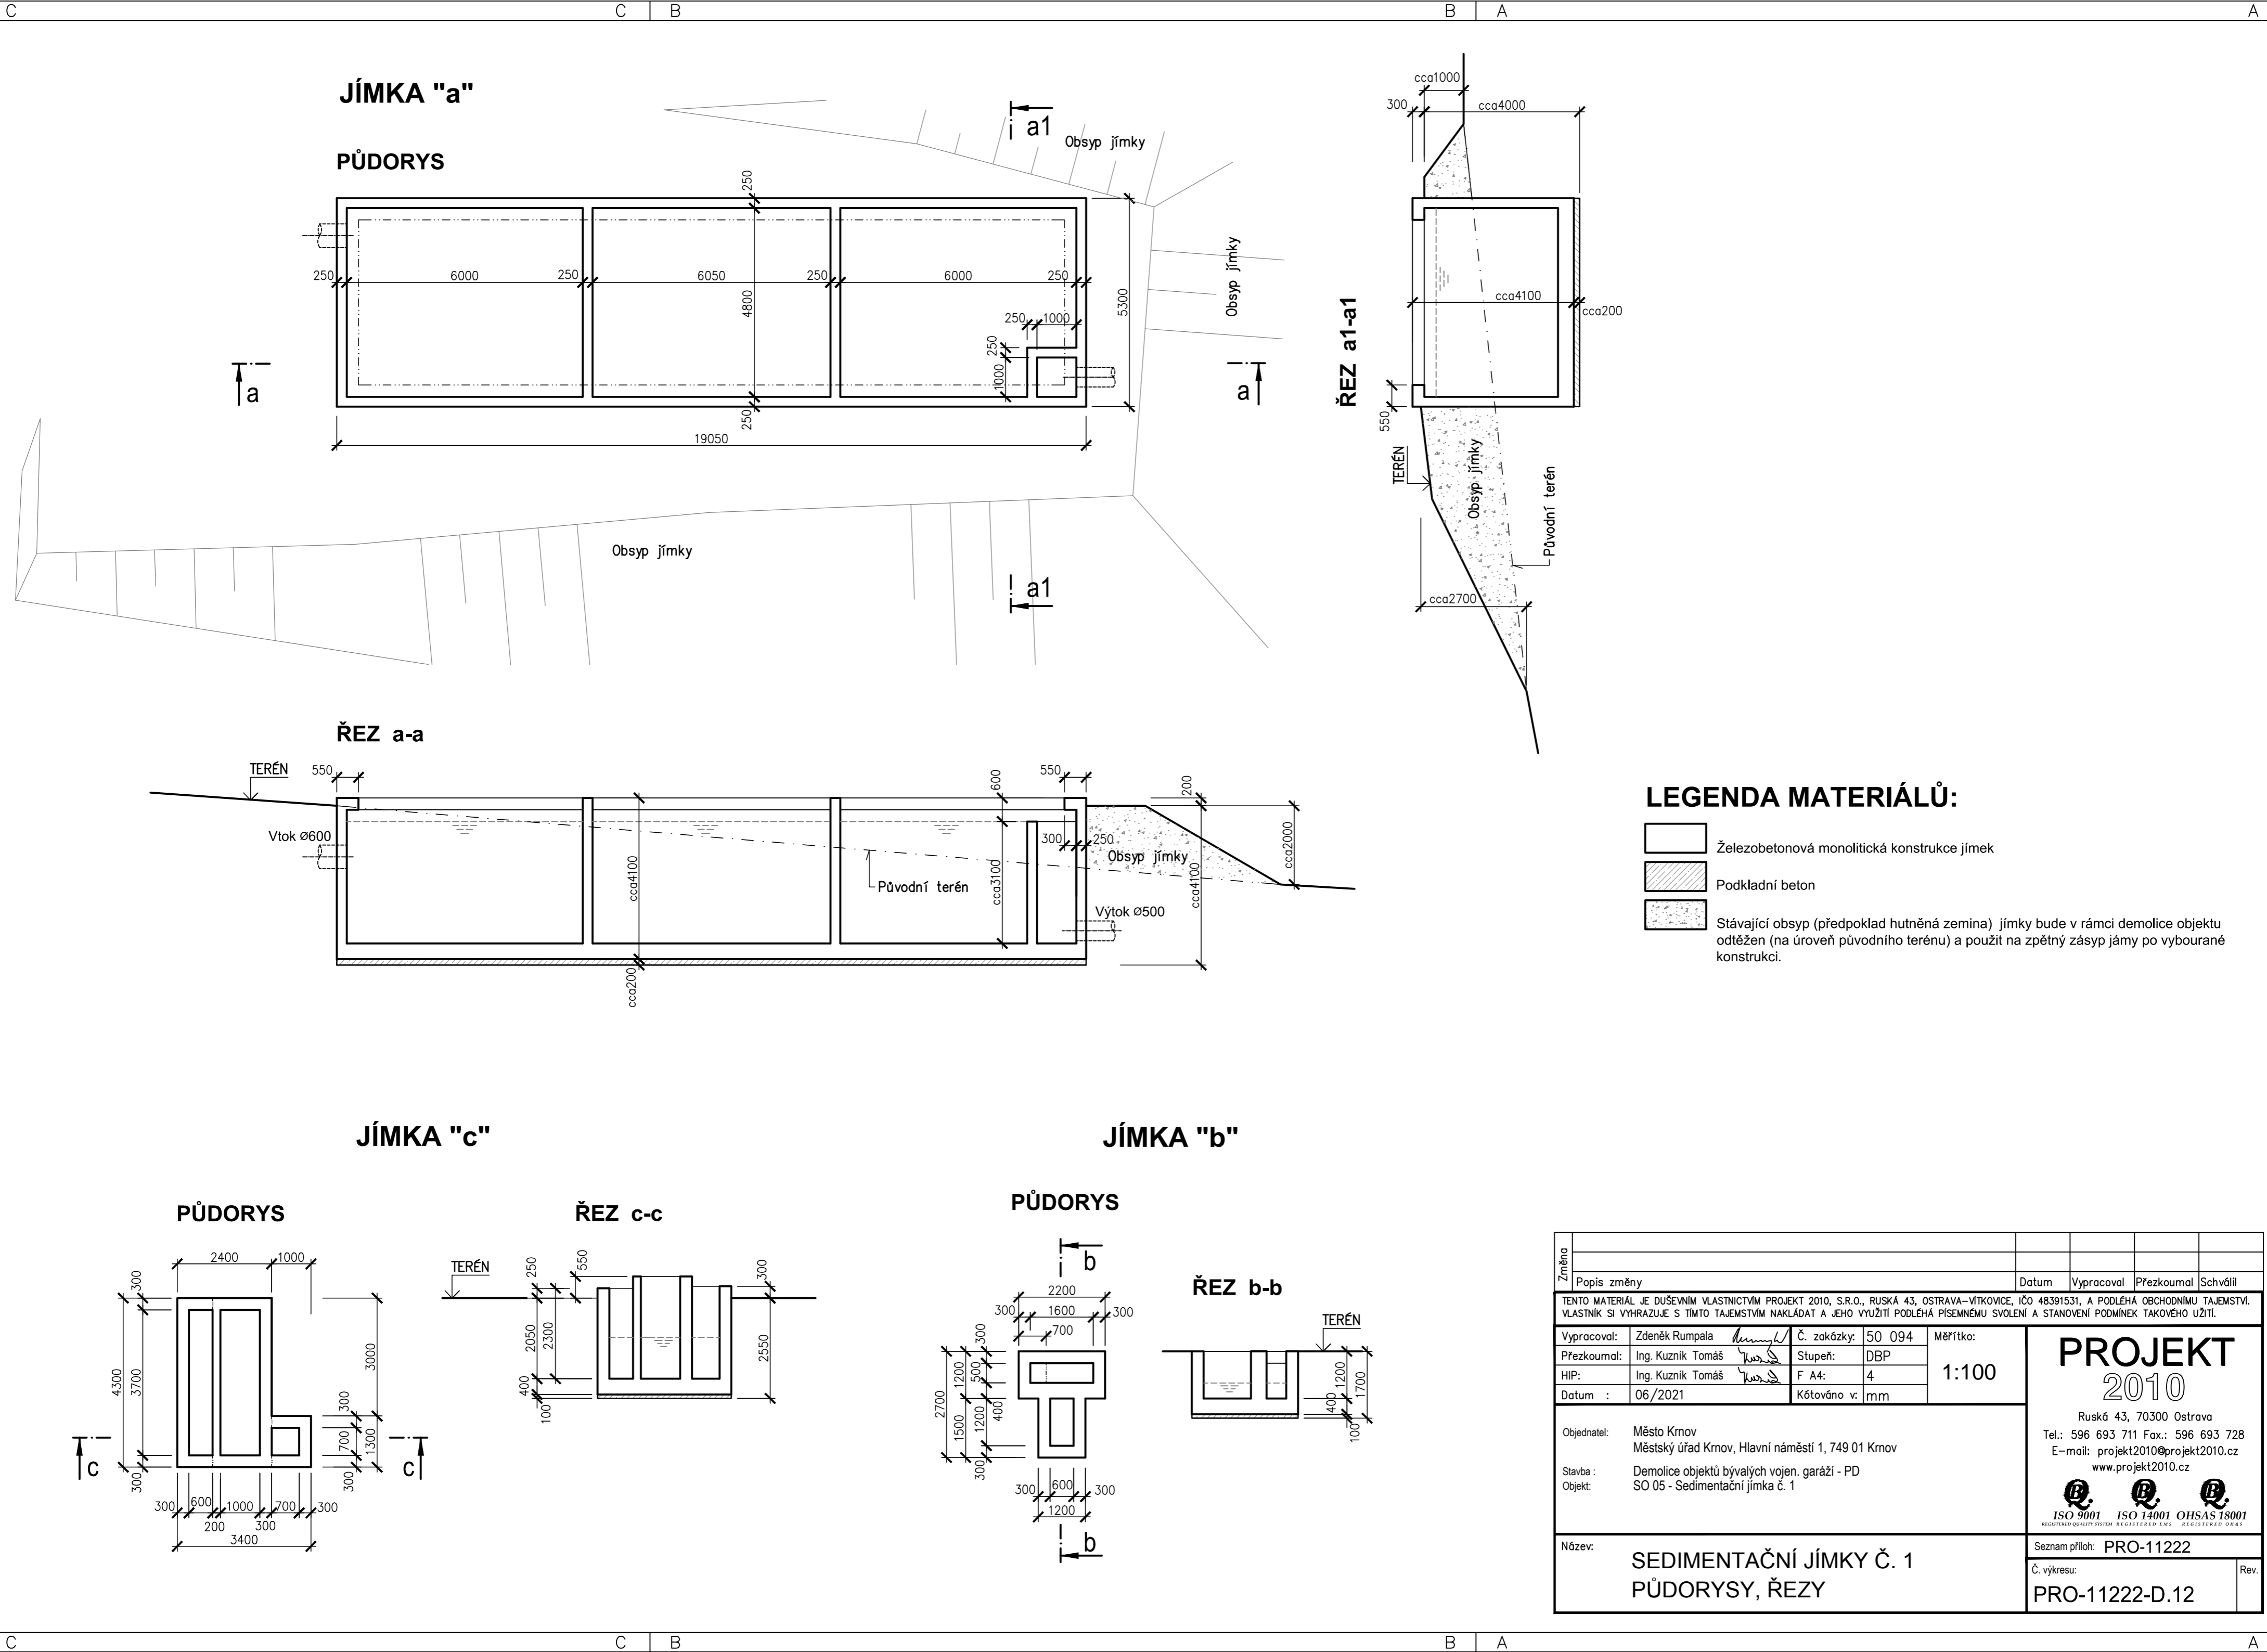 C
C
B
B
A
A
JÍMKA "a"
PŮDORYS
a1
Obsyp jímky
250
250
6000
250
6050
250
6000
250
4800
5300
250
1000
250
1000
250
19050
a
a
Obsyp jímky
Obsyp jímky
a1
cca1000
300
cca4000
cca4100
cca200
ŘEZ a1-a1
550
TERÉN
Obsyp jímky
Původní terén
cca2700
ŘEZ a-a
TERÉN
550
600
550
200
Vtok Ø600
cca4100
cca3100
300
250
Obsyp jímky
cca2000
Původní terén
cca4100
Výtok Ø500
cca200
LEGENDA MATERIÁLŮ:
Železobetonová monolitická konstrukce jímek
Podkladní beton
Stávající obsyp (předpoklad hutněná zemina) jímky bude v rámci demolice objektu
odtěžen (na úroveň původního terénu) a použit na zpětný zásyp jámy po vybourané
konstrukci.
JÍMKA "c"
PŮDORYS
2400
1000
300
4300
3700
3000
300
700
1300
300
300
c
c
300
600
1000
700
300
200
300
3400
ŘEZ c-c
TERÉN
250
550
300
2050
2300
2550
400
100
JÍMKA "b"
PŮDORYS
b
2200
300
1600
300
700
300
1200
500
2700
400
1500
1200
300
300
600
300
1200
b
ŘEZ b-b
TERÉN
1200
1700
400
100
Změna
Popis změny
Datum
Vypracoval
Přezkoumal
Schválil
TENTO MATERIÁL JE DUŠEVNÍM VLASTNICTVÍM PROJEKT 2010, S.R.O., RUSKÁ 43, OSTRAVA-VÍTKOVICE, IČO 48391531, A PODLÉHÁ OBCHODNÍMU TAJEMSTVÍ.
VLASTNÍK SI VYHRAZUJE S TÍMTO TAJEMSTVÍM NAKLÁDAT A JEHO VYUŽITÍ PODLÉHÁ PÍSEMNÉMU SVOLENÍ A STANOVENÍ PODMÍNEK TAKOVÉHO UŽITÍ.
Vypracoval: Zdeněk Rumpala Č. zakázky: 50 094 Měřítko:
Přezkoumal: Ing. Kuzník Tomáš Stupeň: DBP
1:100
HIP: Ing. Kuzník Tomáš F A4: 4
Datum : 06/2021 Kótováno v: mm
PROJEKT
2010
Ruská 43, 70300 Ostrava
Tel.: 596 693 711 Fax.: 596 693 728
E-mail: projekt2010@projekt2010.cz
www.projekt2010.cz
ISO 9001 ISO 14001 OHSAS 18001
REGISTERED QUALITY SYSTEM REGISTERED EMS REGISTERED OH&S
Objednatel: Město Krnov
Městský úřad Krnov, Hlavní náměstí 1, 749 01 Krnov
Stavba : Demolice objektů bývalých vojen. garáží - PD
Objekt: SO 05 - Sedimentační jímka č. 1
Název:
SEDIMENTAČNÍ JÍMKY Č. 1
PŮDORYSY, ŘEZY
Seznam příloh: PRO-11222
Č. výkresu:
Rev.
PRO-11222-D.12
C
C
B
B
A
A